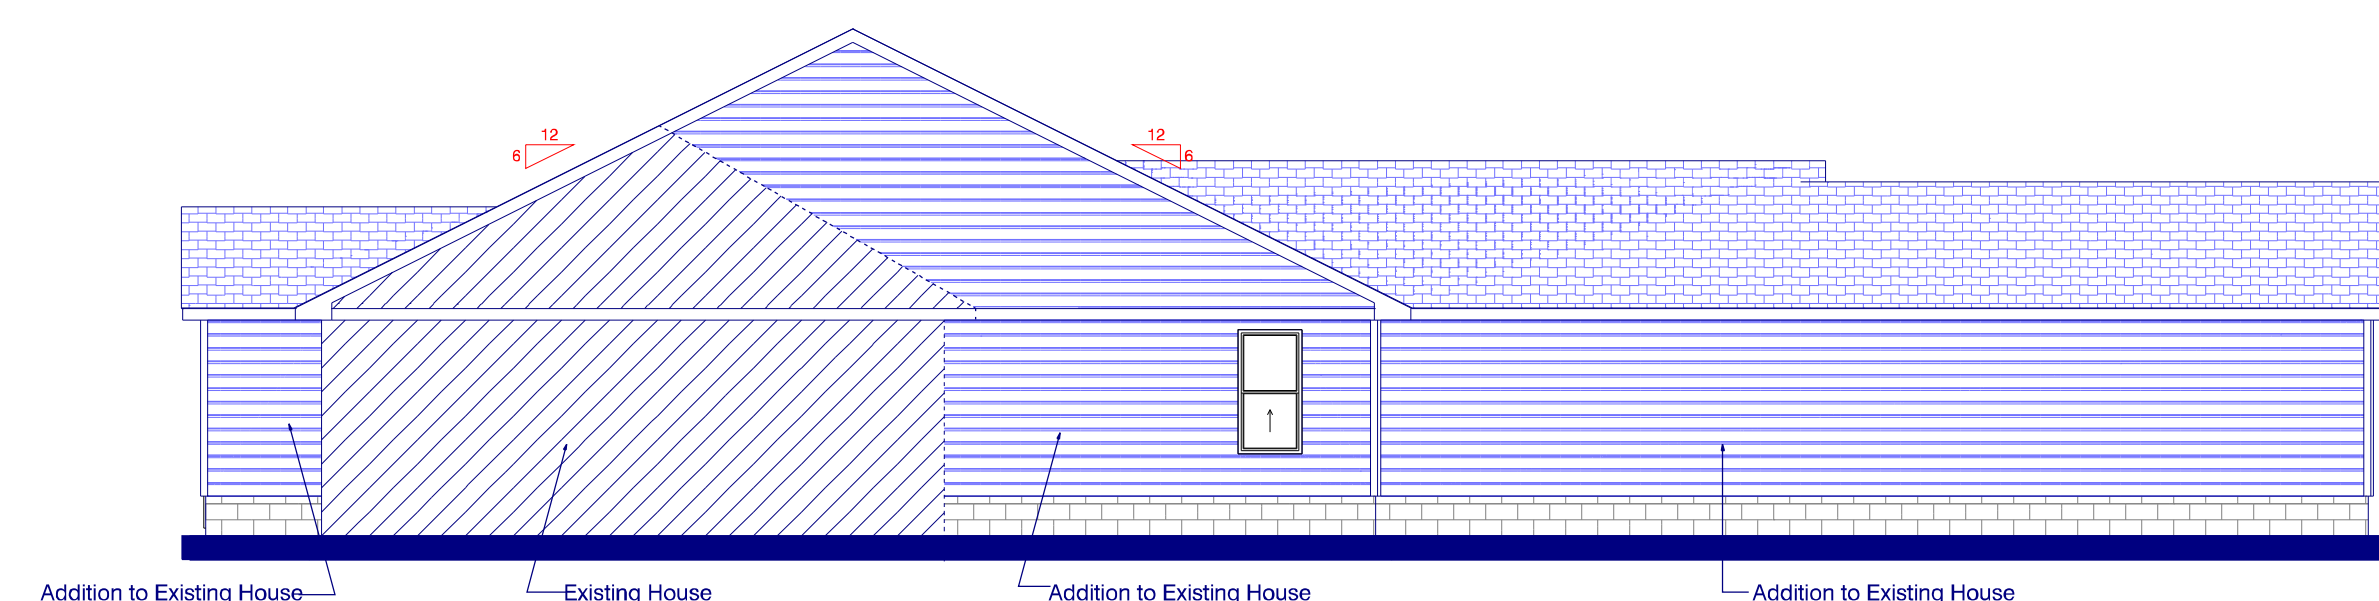 12
6
12
6
Addition to Existing House
Existing House
Addition to Existing House
Addition to Existing House